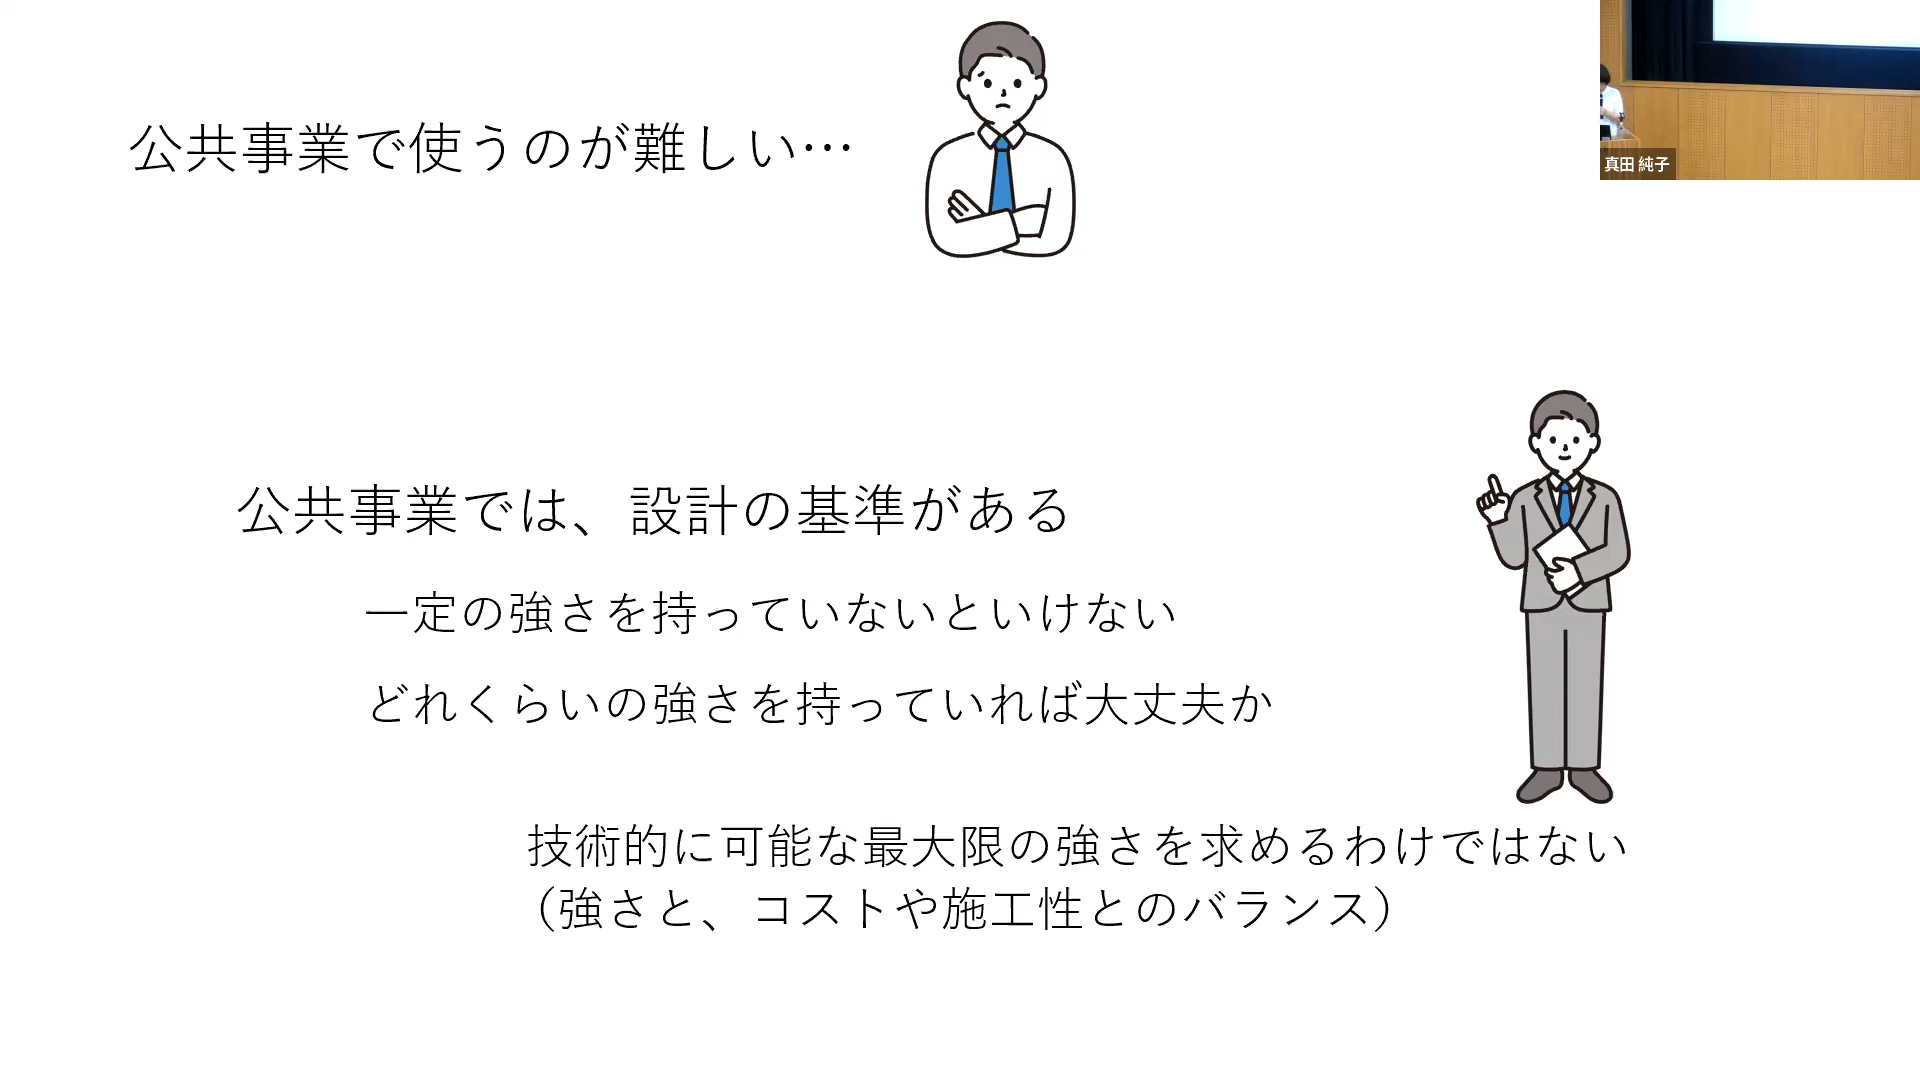 公共事業で使うのが難しい…
真田 純子
公共事業では、設計の基準がある
一定の強さを持っていないといけない
どれくらいの強さを持っていれば大丈夫か
技術的に可能な最大限の強さを求めるわけではない
（強さと、コストや施工性とのバランス）